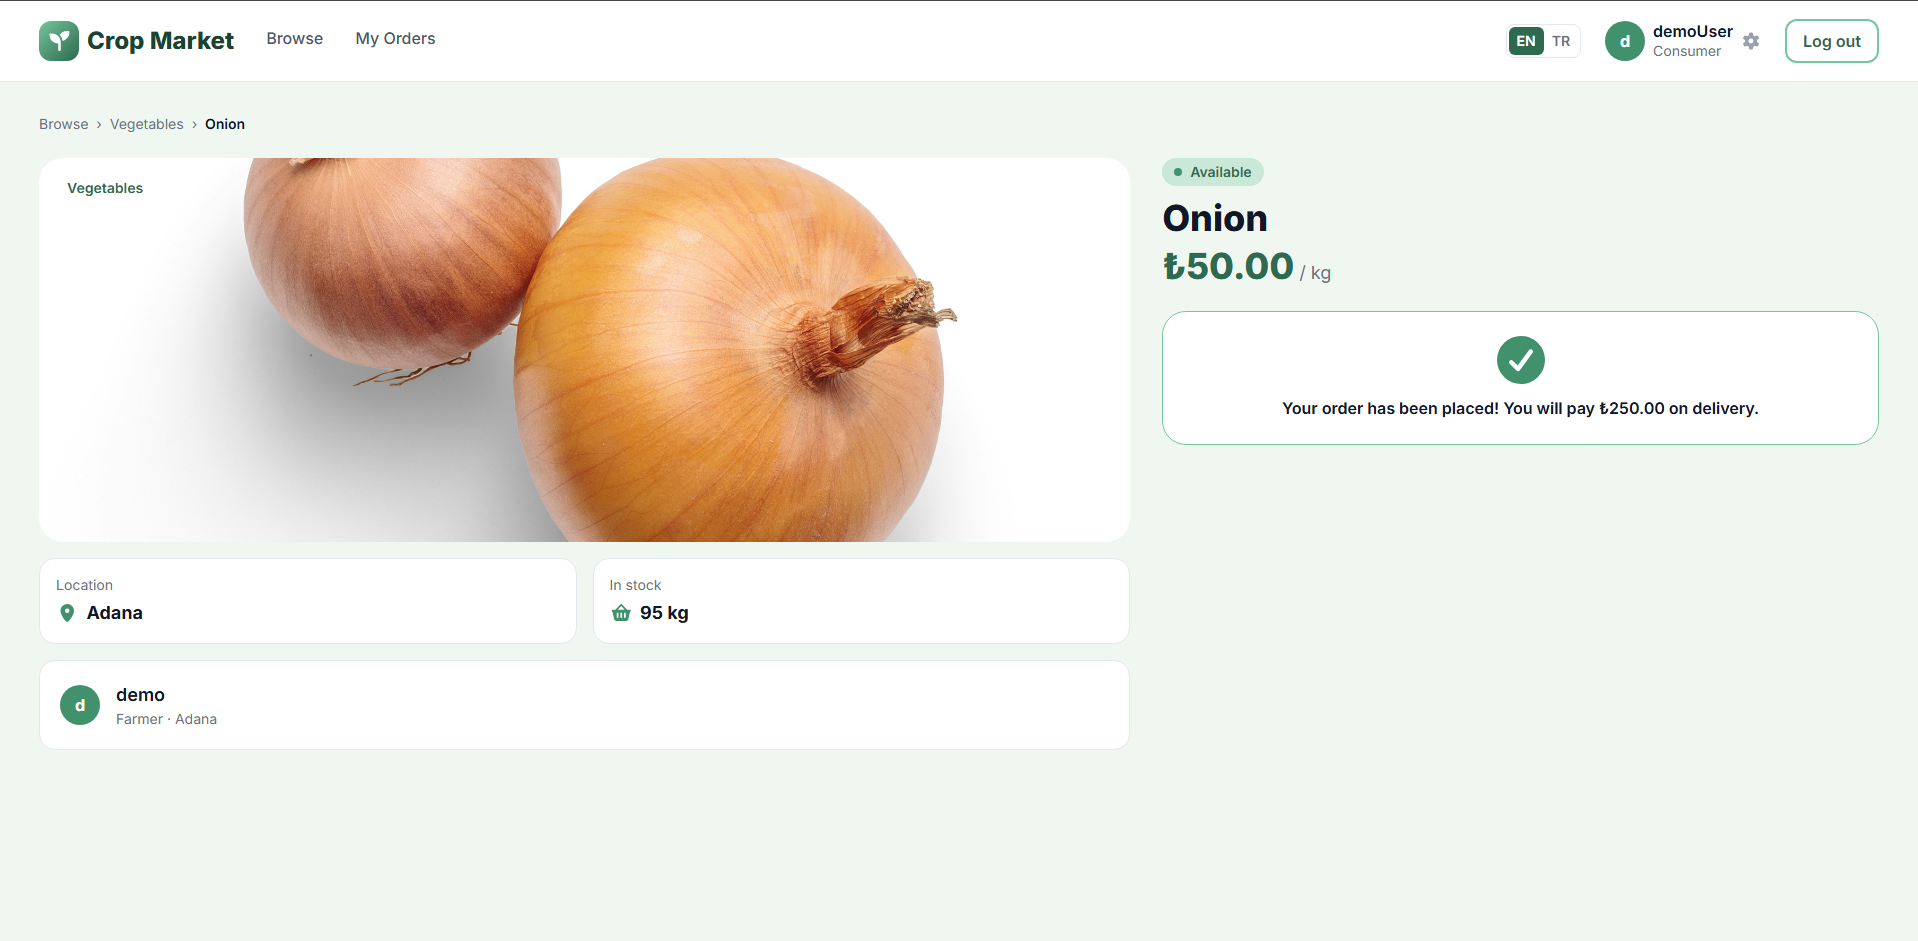 Crop Market
Browse
My Orders
EN
TR
d
demoUser
Consumer
Log out
Browse › Vegetables › Onion
Vegetables
Available
Onion
₺50.00 / kg
Your order has been placed! You will pay ₺250.00 on delivery.
Location
Adana
In stock
95 kg
d
demo
Farmer · Adana